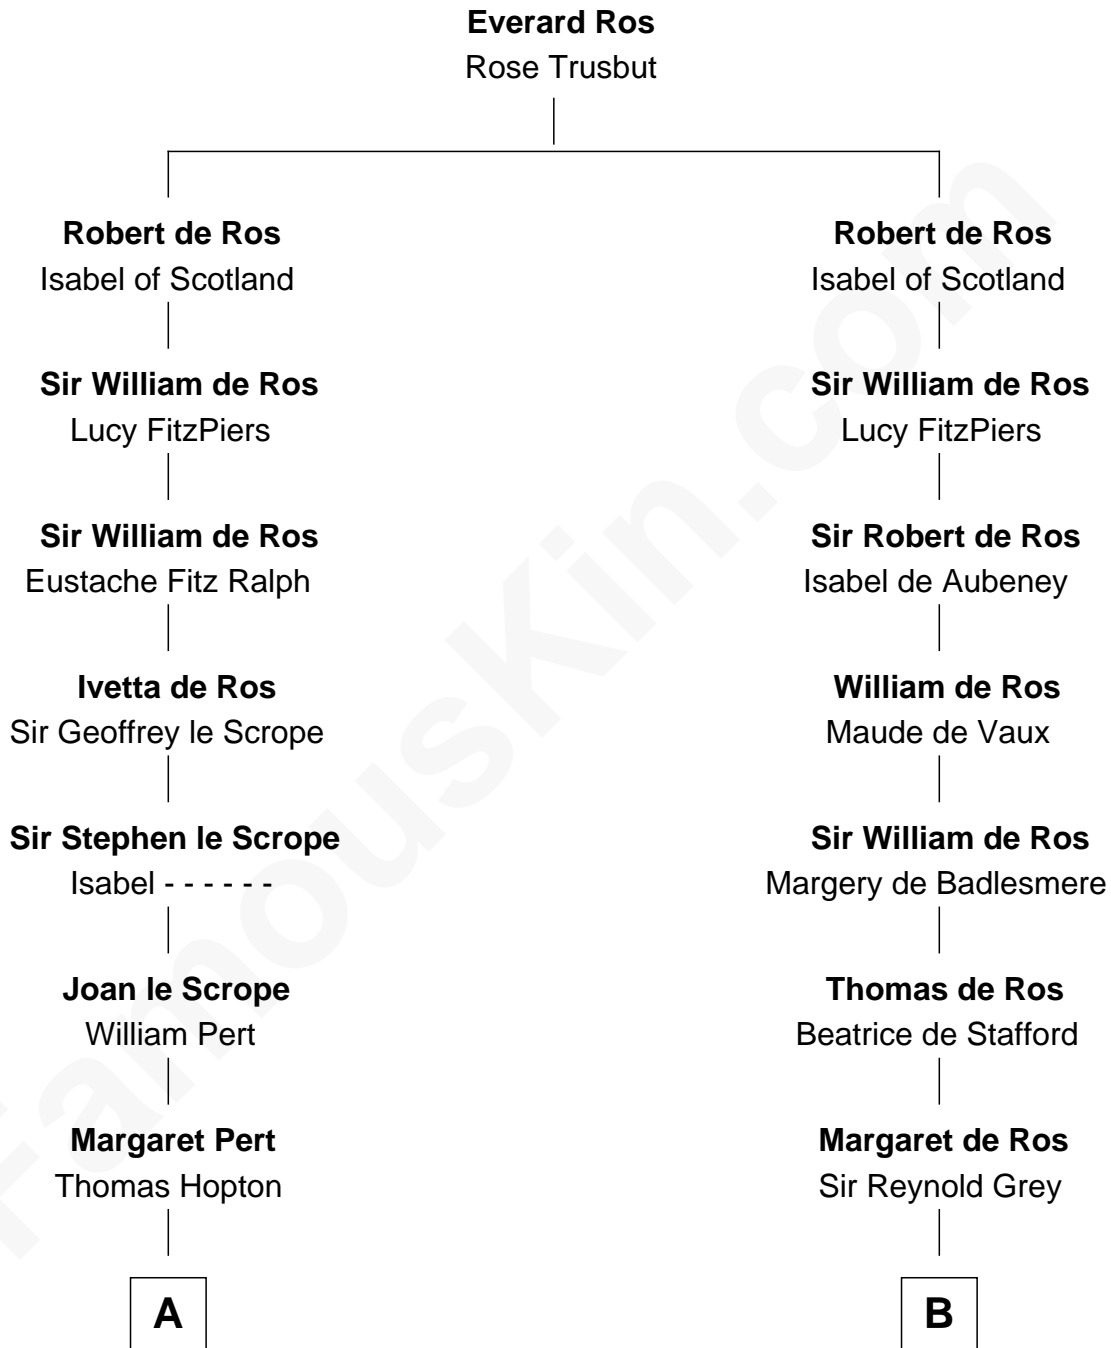 Everard Ros
Rose Trusbut
Robert de Ros
Isabel of Scotland
Sir William de Ros
Lucy FitzPiers
Sir William de Ros
Eustache Fitz Ralph
Ivetta de Ros
Sir Geoffrey le Scrope
Sir Stephen le Scrope
Isabel - - - - - -
Joan le Scrope
William Pert
Margaret Pert
Thomas Hopton
A
Robert de Ros
Isabel of Scotland
Sir William de Ros
Lucy FitzPiers
Sir Robert de Ros
Isabel de Aubeney
William de Ros
Maude de Vaux
Sir William de Ros
Margery de Badlesmere
Thomas de Ros
Beatrice de Stafford
Margaret de Ros
Sir Reynold Grey
B
FamousKin.com